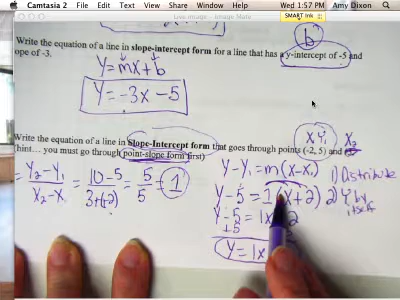 Camtasia 2 File Edit Text View Share Window Help Wed 1:57 PM Amy Dixon
SMART Ink
b
Write the equation of a line in slope-intercept form for a line that has a y-intercept of -5 and
ope of -3.
y = mx + b
y = -3x - 5
Write the equation of a line in Slope-Intercept form that goes through points (-2, 5) and
(hint... you must go through point-slope form first)
X₁ Y₁ X₂
= Y₂ - Y₁ / X₂ - X₁ = 10 - 5 / 3 + (+2) = 5 / 5 = 1
y - y₁ = m(x - x₁) 1) Distribute
y - 5 = 1(x + 2) 2) Y by itself
y - 5 = 1x 2
+5
y = 1x